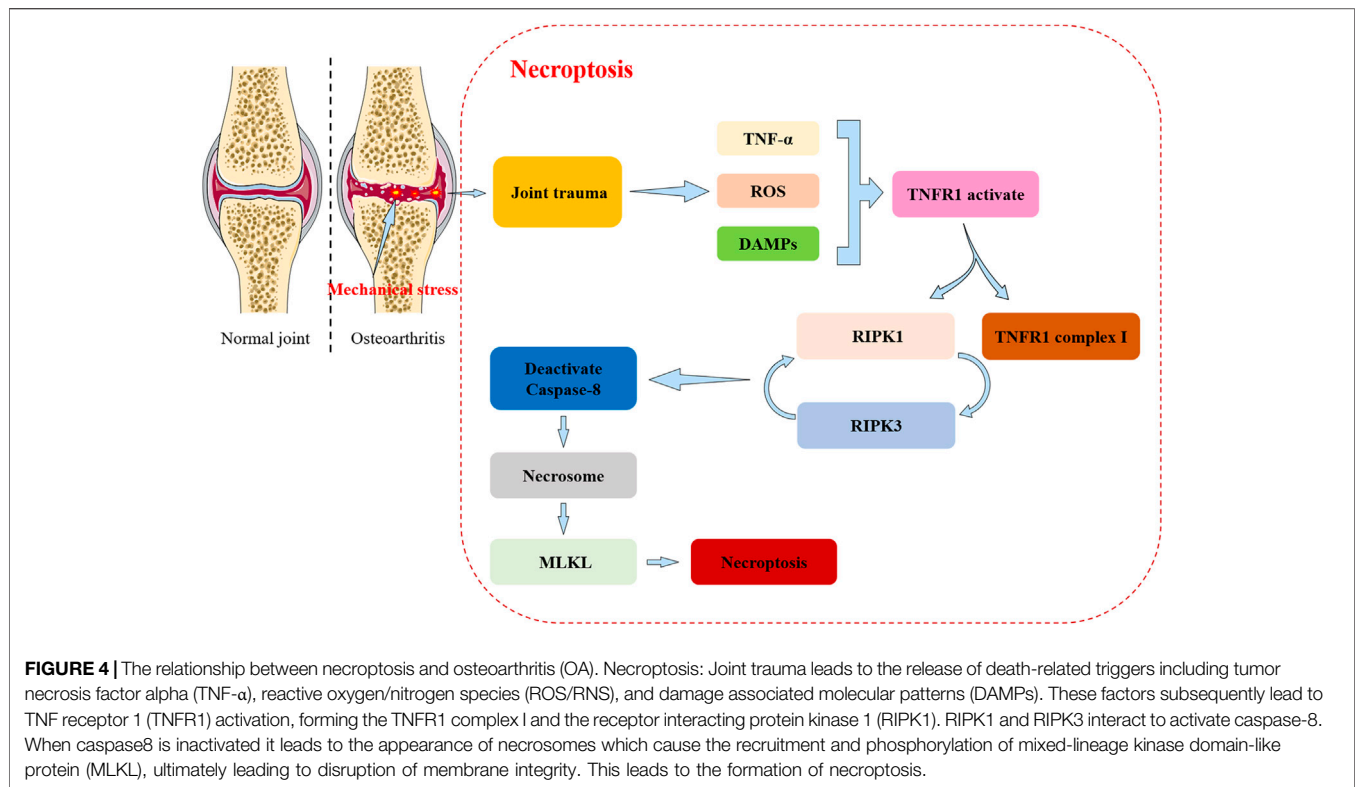 Necroptosis
TNF-α
Joint trauma
ROS
TNFR1 activate
DAMPs
Mechanical stress
Normal joint
Osteoarthritis
RIPK1
TNFR1 complex I
Deactivate
Caspase-8
RIPK3
Necrosome
MLKL
Necroptosis
FIGURE 4 | The relationship between necroptosis and osteoarthritis (OA). Necroptosis: Joint trauma leads to the release of death-related triggers including tumor
necrosis factor alpha (TNF-α), reactive oxygen/nitrogen species (ROS/RNS), and damage associated molecular patterns (DAMPs). These factors subsequently lead to
TNF receptor 1 (TNFR1) activation, forming the TNFR1 complex I and the receptor interacting protein kinase 1 (RIPK1). RIPK1 and RIPK3 interact to activate caspase-8.
When caspase8 is inactivated it leads to the appearance of necrosomes which cause the recruitment and phosphorylation of mixed-lineage kinase domain-like
protein (MLKL), ultimately leading to disruption of membrane integrity. This leads to the formation of necroptosis.